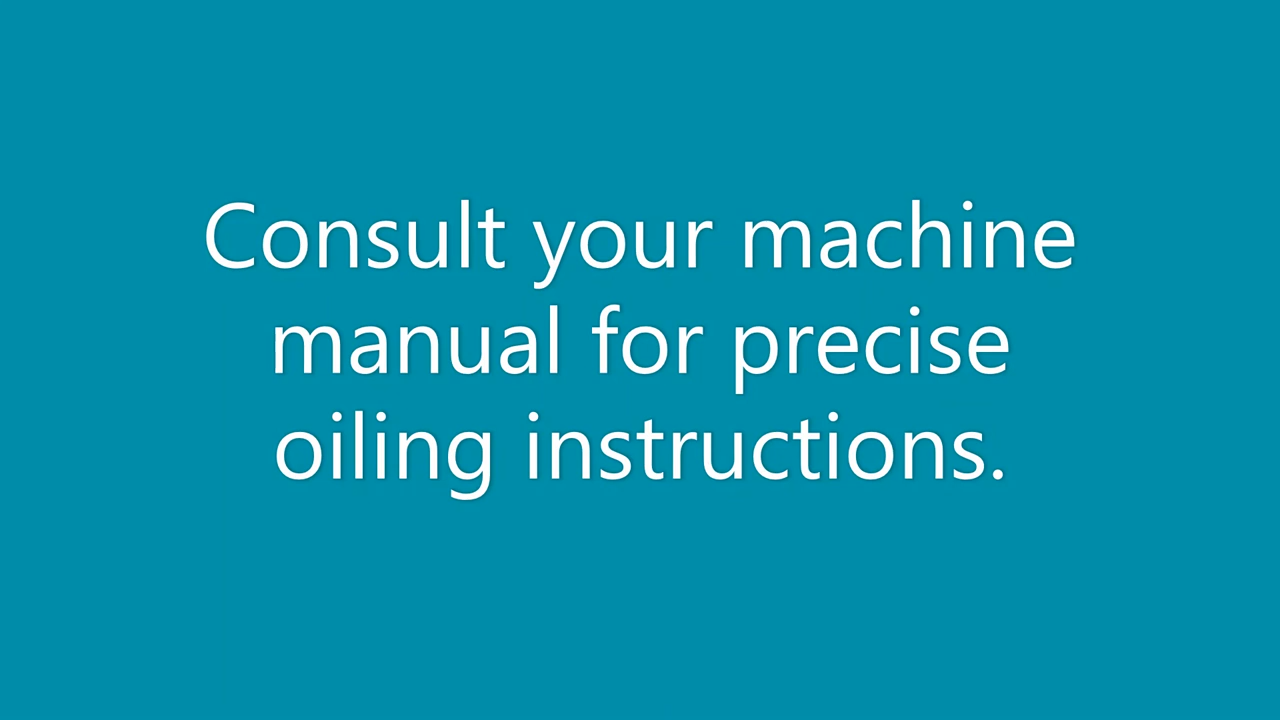 Consult your machine
manual for precise
oiling instructions.